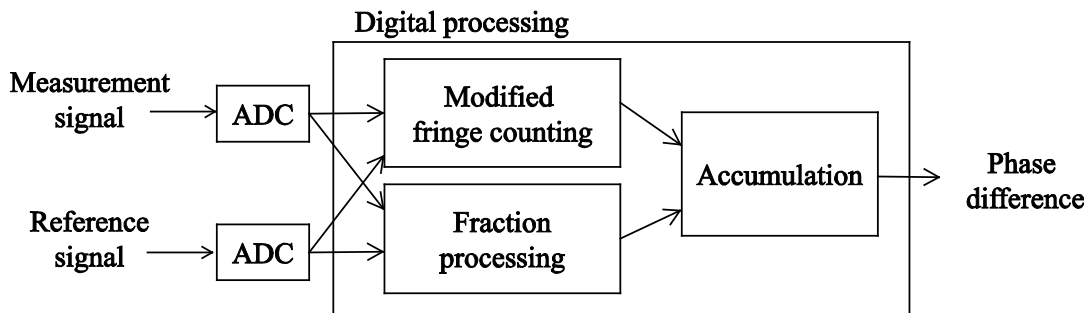 Digital processing
Measurement
signal
ADC
Modified
fringe counting
Accumulation
Phase
difference
Reference
signal
ADC
Fraction
processing